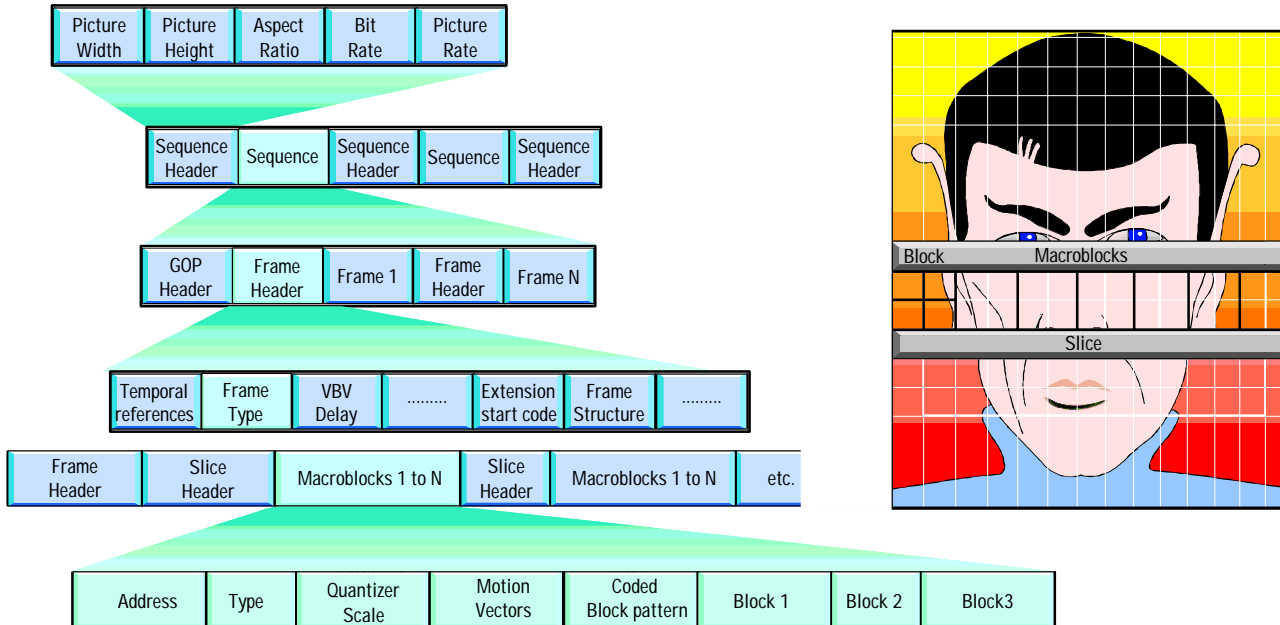 Picture Width
Picture Height
Aspect Ratio
Bit Rate
Picture Rate
Sequence Header
Sequence
Sequence Header
Sequence
Sequence Header
GOP Header
Frame Header
Frame 1
Frame Header
Frame N
Temporal references
Frame Type
VBV Delay
.........
Extension start code
Frame Structure
.........
Frame Header
Slice Header
Macroblocks 1 to N
Slice Header
Macroblocks 1 to N
etc.
Address
Type
Quantizer Scale
Motion Vectors
Coded Block pattern
Block 1
Block 2
Block3
Block
Macroblocks
Slice